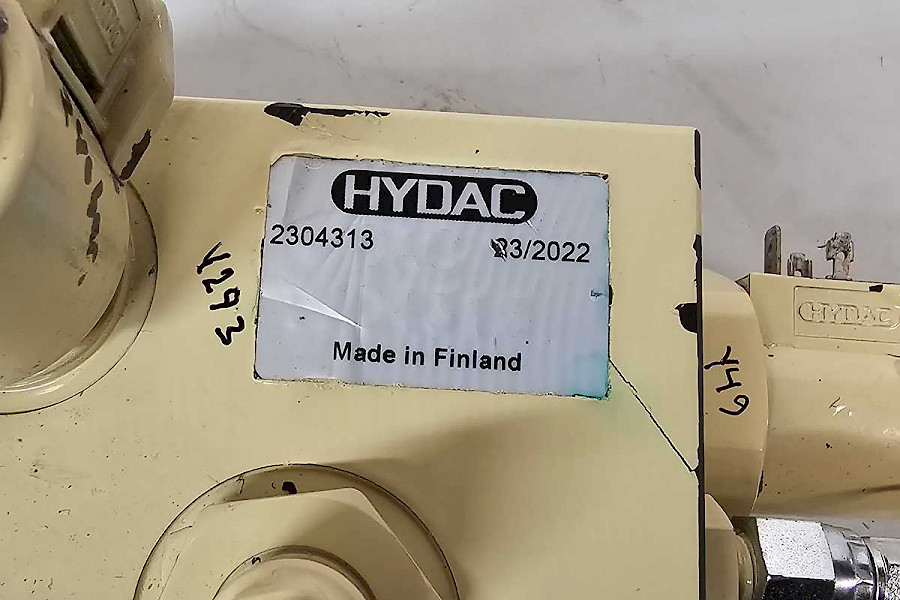 HYDAC
2304313
3/2022
Made in Finland
Y293
HYDAC
Y49